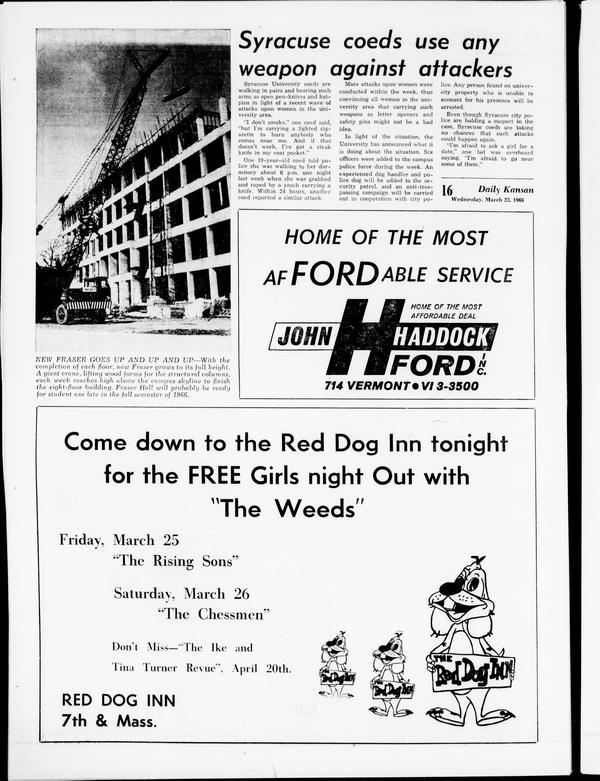 Syracuse coeds use any
weapon against attackers
Syracuse University coeds are
walking in pairs and bearing such
arms as open pen-knives and hat-
pins in light of a recent wave of
attacks upon women in the uni-
versity area.
"I don't smoke," one coed said,
"but I'm carrying a lighted cig-
arette to burn anybody who
comes near me. And if that
doesn't work, I've got a steak
knife in my coat pocket."
One 19-year-old coed told po-
lice she was walking to her dor-
mitory about 6 p.m. one night
last week when she was grabbed
and raped by a youth carrying a
knife. Within 24 hours, another
coed reported a similar attack.
More attacks upon women were
conducted within the week, thus
convincing all women in the uni-
versity area that carrying such
weapons as letter openers and
safety pins might not be a bad
idea.
In light of the situation, the
University has announced what it
is doing about the situation. Six
officers were added to the campus
police force during the week. An
experienced dog handler and po-
lice dog will be added to the se-
curity patrol, and an anti-tres-
passing campaign will be carried
out in cooperation with city po-
lice. Any person found on univer-
sity property who is unable to
account for his presence will be
arrested.
Even though Syracuse city po-
lice are holding a suspect in the
case, Syracuse coeds are taking
no chances that such attacks
could happen again.
"I'm afraid to ask a girl for a
date," one lad was overheard
saying. "I'm afraid to go near
some of them."
16 Daily Kansan
Wednesday, March 23, 1966
NEW FRASER GOES UP AND UP AND UP—With the
completion of each floor, new Fraser grows to its full height.
A giant crane, lifting wood forms for the structural columns,
each week reaches high above the campus skyline to finish
the eight-floor building. Fraser Hall will probably be ready
for student use late in the fall semester of 1966.
HOME OF THE MOST
AFFORDABLE SERVICE
HOME OF THE MOST
AFFORDABLE DEAL
JOHN HADDOCK
FORD INC.
714 VERMONT • VI 3-3500
Come down to the Red Dog Inn tonight
for the FREE Girls night Out with
"The Weeds"
Friday, March 25
"The Rising Sons"
Saturday, March 26
"The Chessmen"
Don't Miss—"The Ike and
Tina Turner Revue", April 20th.
RED DOG INN
7th & Mass.
THE
Red Dog INN
THE
Red Dog INN
THE
Red Dog INN